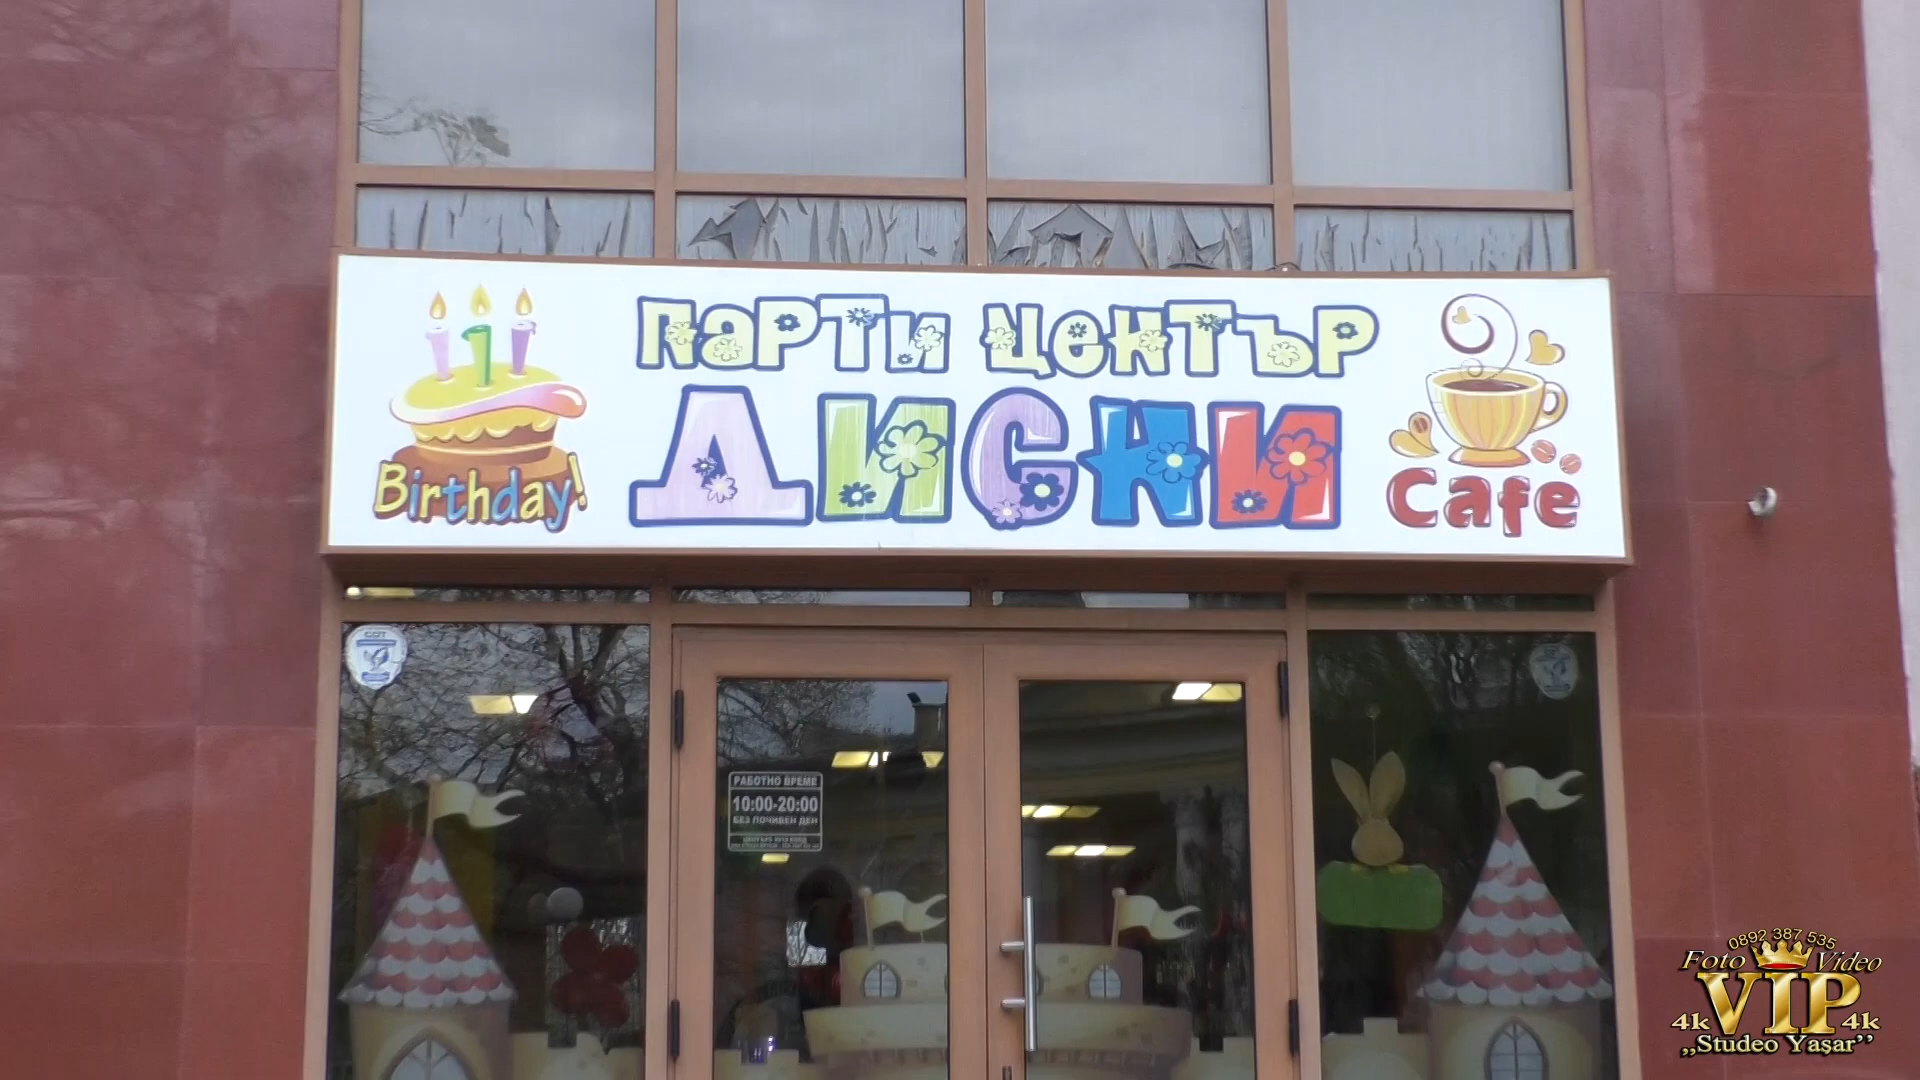 Парти център
Дисни
Birthday!
Cafe
СОТ
РАБОТНО ВРЕМЕ
10:00-20:00
БЕЗ ПОЧИВЕН ДЕН
0892 387 535
Foto Video
VIP
4k 4k
„Studeo Yaşar”